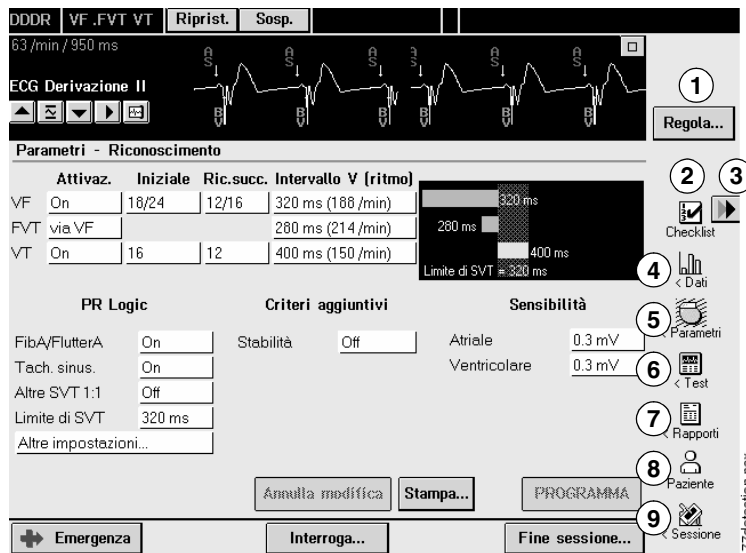 DDDR VF .FVT VT Riprist. Sosp.
63 /min / 950 ms
A S A S A S A S A S
ECG Derivazione II
B V B V B V B V B V
1
Regola...
Parametri - Riconoscimento
Attivaz. Iniziale Ric.succ. Intervallo V (ritmo)
VF On 18/24 12/16 320 ms (188 /min)
FVT via VF 280 ms (214 /min)
VT On 16 12 400 ms (150 /min)
320 ms
280 ms
400 ms
Limite di SVT = 320 ms
2 3
Checklist
4
< Dati
5
< Parametri
6
< Test
7
< Rapporti
8
Paziente
9
< Sessione
PR Logic Criteri aggiuntivi Sensibilità
FibA/FlutterA On Stabilità Off Atriale 0.3 mV
Tach. sinus. On Ventricolare 0.3 mV
Altre SVT 1:1 Off
Limite di SVT 320 ms
Altre impostazioni...
Annulla modifica Stampa... PROGRAMMA
Emergenza Interroga... Fine sessione...